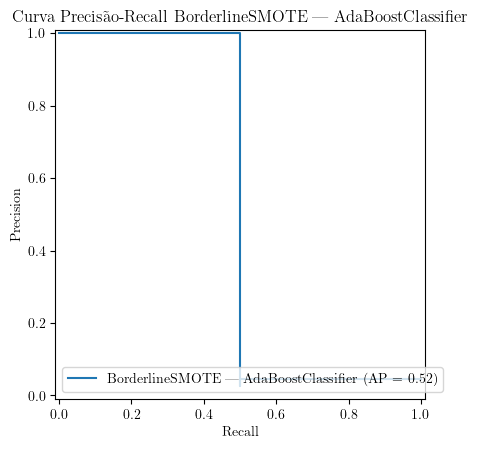 Curva Precisão-Recall BorderlineSMOTE — AdaBoostClassifier
1.0
0.8
0.6
0.4
0.2
0.0
Precision
BorderlineSMOTE — AdaBoostClassifier (AP = 0.52)
0.0 0.2 0.4 0.6 0.8 1.0
Recall